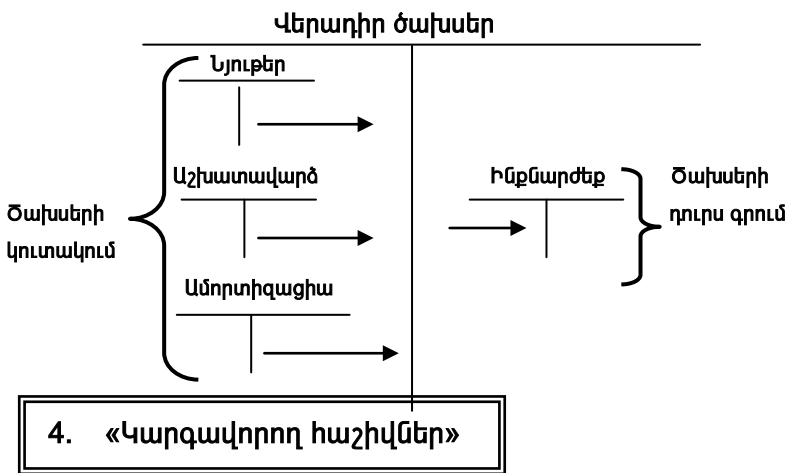 Վերադիր ծախսեր
Նյութեր
Աշխատավարձ
Ամորտիզացիա
Ծախսերի
կուտակում
Ինքնարժեք
Ծախսերի
դուրս գրում
4. «Կարգավորող հաշիվներ»